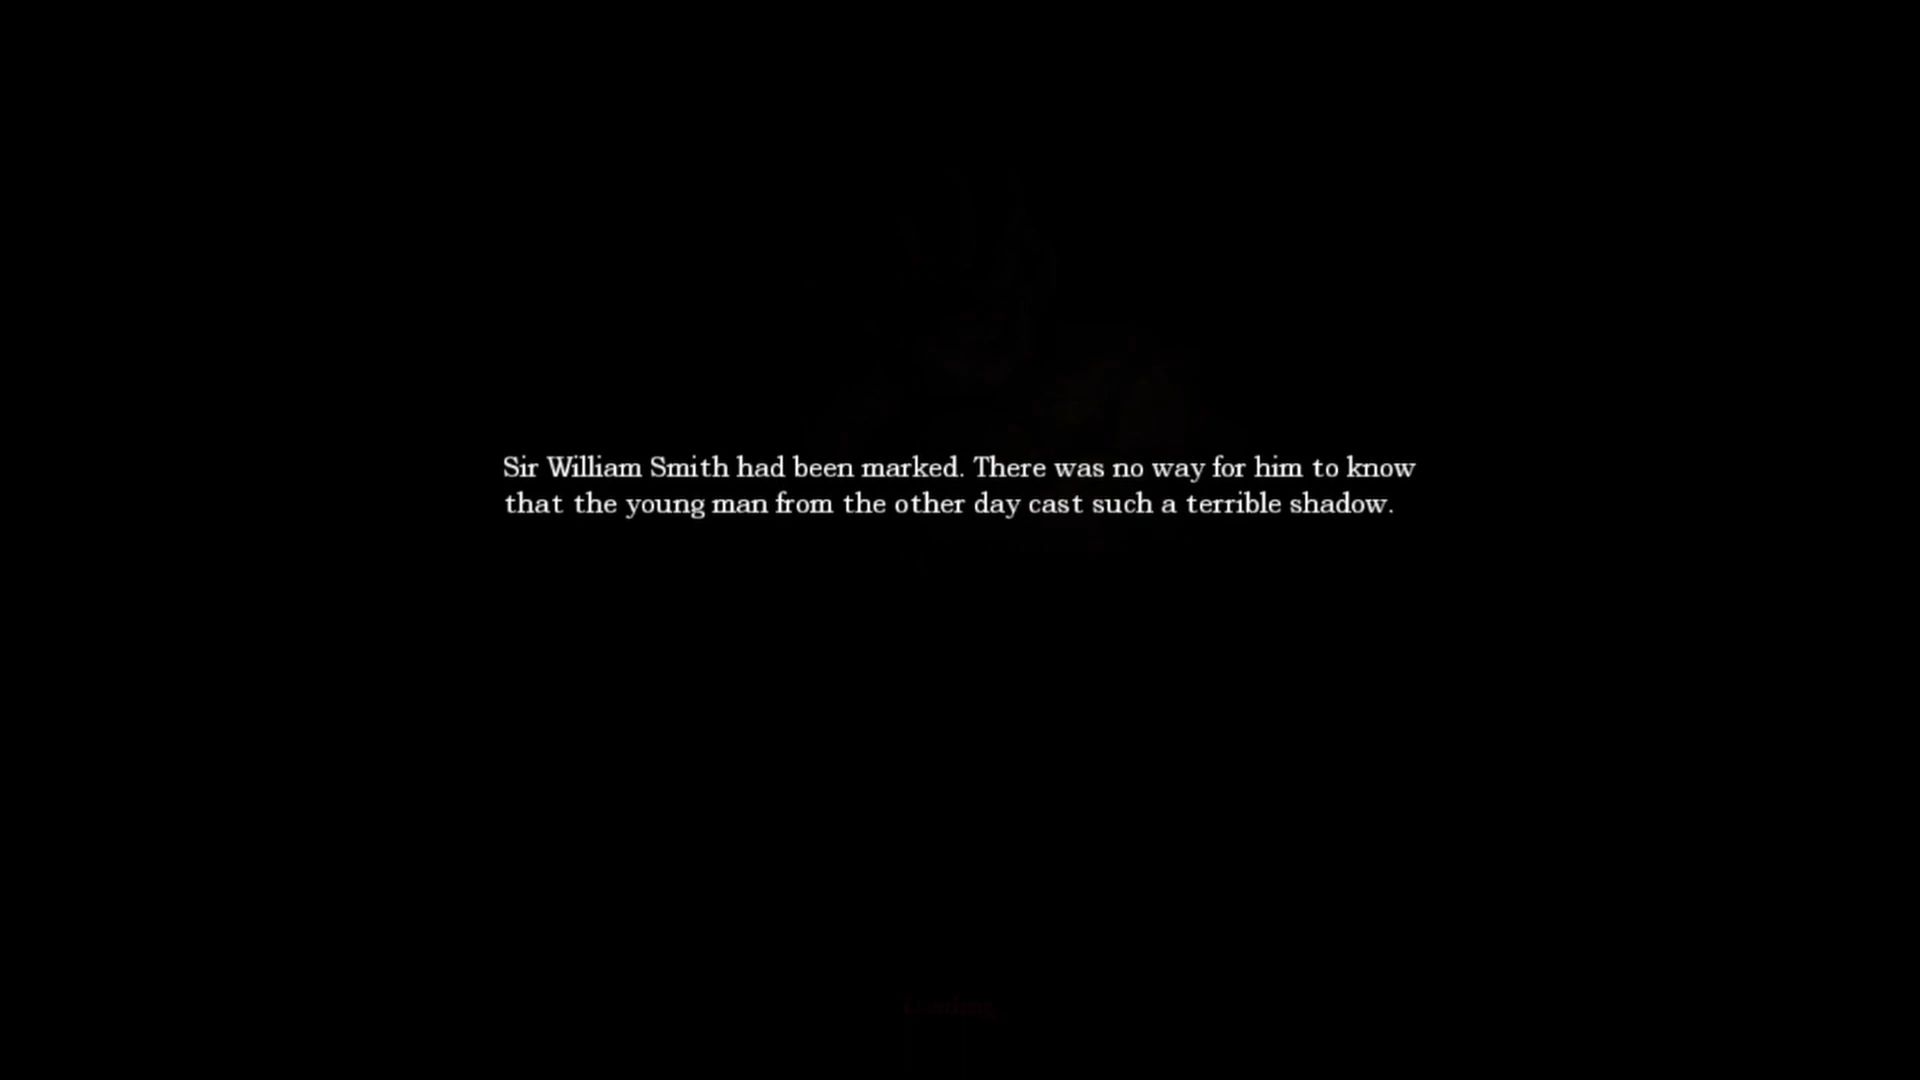 Sir William Smith had been marked. There was no way for him to know
that the young man from the other day cast such a terrible shadow.